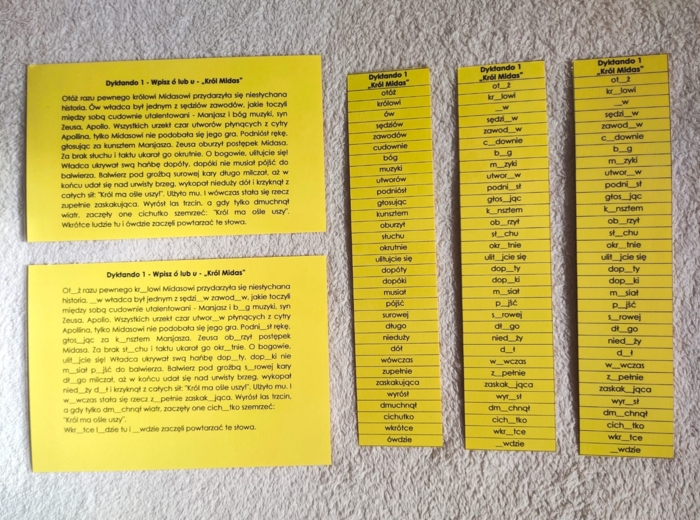 Dyktando 1 - Wpisz ó lub u - „Król Midas"
Otóż razu pewnego królowi Midasowi przydarzyła się niesłychana
historia. Ów władca był jednym z sędziów zawodów, jakie toczyli
między sobą cudownie utalentowani - Marsjasz i bóg muzyki, syn
Zeusa, Apollo. Wszystkich urzekł czar utworów płynących z cytry
Apollina, tylko Midasowi nie podobała się jego gra. Podniósł rękę,
głosując za kunsztem Marsjasza. Zeusa oburzył postępek Midasa.
Za brak słuchu i taktu ukarał go okrutnie. O bogowie, ulitujcie się!
Władca ukrywał swą hańbę dopóty, dopóki nie musiał pójść do
balwierza. Balwierz pod groźbą surowej kary długo milczał, aż w
końcu udał się nad urwisty brzeg, wykopał nieduży dół i krzyknął z
całych sił: "Król ma ośle uszy!". Ulżyło mu. I wówczas stała się rzecz
zupełnie zaskakująca. Wyrósł las trzcin, a gdy tylko dmuchnął
wiatr, zaczęły one cichutko szemrzeć: "Król ma ośle uszy".
Wkrótce ludzie tu i ówdzie zaczęli powtarzać te słowa.
Dyktando 1 - Wpisz ó lub u - „Król Midas"
Ot__ż razu pewnego kr__lowi Midasowi przydarzyła się niesłychana
historia. __w władca był jednym z sędzi__w zawod__w, jakie toczyli
między sobą c__downie utalentowani - Marsjasz i b__g muzyki, syn
Zeusa, Apollo. Wszystkich urzekł czar utwor__w płynących z cytry
Apollina, tylko Midasowi nie podobała się jego gra. Podni__sł rękę,
głos__jąc za k__nsztem Marsjasza. Zeusa ob__rzył postępek
Midasa. Za brak sł__chu i taktu ukarał go okr__tnie. O bogowie,
ulit__jcie się! Władca ukrywał swą hańbę dop__ty, dop__ki nie
m__siał p__jść do balwierza. Balwierz pod groźbą s__rowej kary
dł__go milczał, aż w końcu udał się nad urwisty brzeg, wykopał
nied__ży d__ł i krzyknął z całych sił: "Król ma ośle uszy!". Ulżyło mu. I
w__wczas stała się rzecz z__pełnie zaskak__jąca. Wyrósł las trzcin,
a gdy tylko dm__chnął wiatr, zaczęły one cich__tko szemrzeć:
"Król ma ośle uszy".
Wkr__tce l__dzie tu i __wdzie zaczęli powtarzać te słowa.
Dyktando 1
„Król Midas"
otóż
królowi
ów
sędziów
zawodów
cudownie
bóg
muzyki
utworów
podniósł
głosując
kunsztem
oburzył
słuchu
okrutnie
ulitujcie się
dopóty
dopóki
musiał
pójść
surowej
długo
nieduży
dół
wówczas
zupełnie
zaskakująca
wyrósł
dmuchnął
cichutko
wkrótce
ówdzie
Dyktando 1
„Król Midas"
ot__ż
kr__lowi
__w
sędzi__w
zawod__w
c__downie
b__g
m__zyki
utwor__w
podni__sł
głos__jąc
k__nsztem
ob__rzył
sł__chu
okr__tnie
ulit__jcie się
dop__ty
dop__ki
m__siał
p__jść
s__rowej
dł__go
nied__ży
d__ł
w__wczas
z__pełnie
zaskak__jąca
wyr__sł
dm__chnął
cich__tko
wkr__tce
__wdzie
Dyktando 1
„Król Midas"
ot__ż
kr__lowi
__w
sędzi__w
zawod__w
c__downie
b__g
m__zyki
utwor__w
podni__sł
głos__jąc
k__nsztem
ob__rzył
sł__chu
okr__tnie
ulit__jcie się
dop__ty
dop__ki
m__siał
p__jść
s__rowej
dł__go
nied__ży
d__ł
w__wczas
z__pełnie
zaskak__jąca
wyr__sł
dm__chnął
cich__tko
wkr__tce
__wdzie